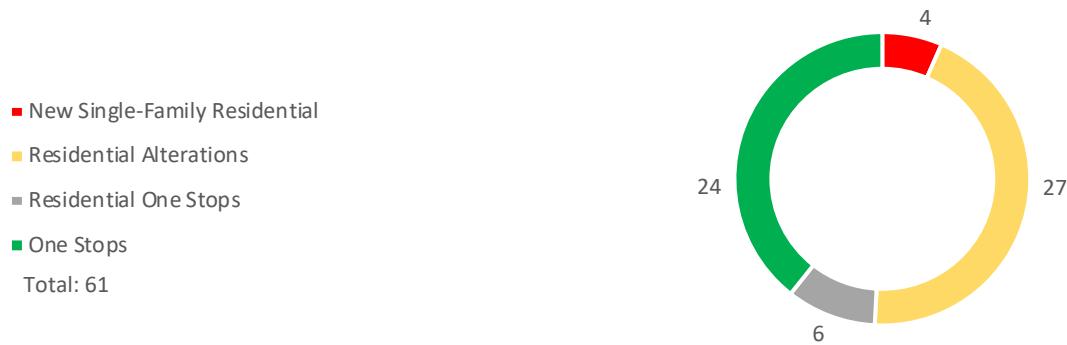 New Single-Family Residential
Residential Alterations
Residential One Stops
One Stops
Total: 61
4
27
6
24